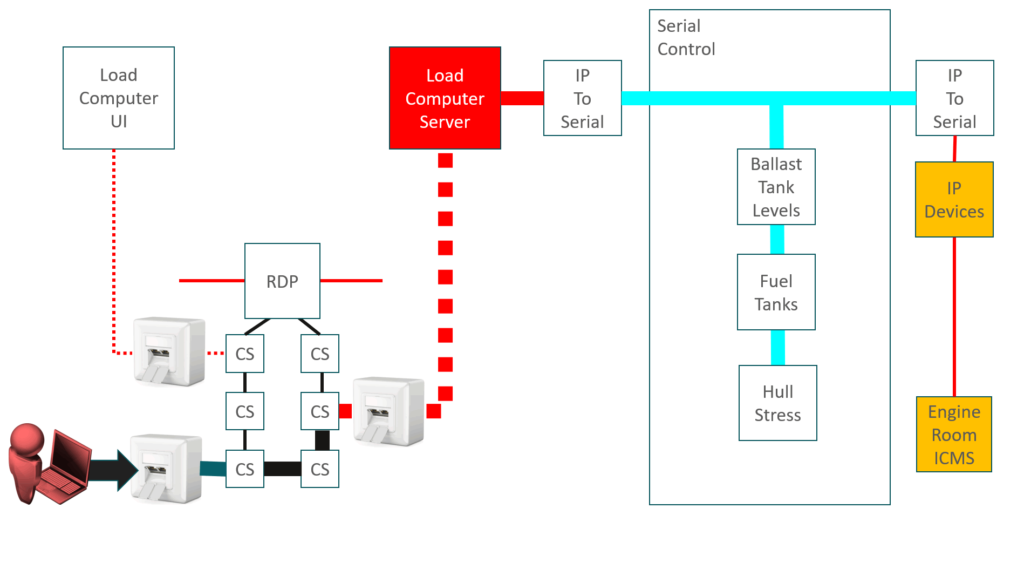 Load
Computer
UI
Load
Computer
Server
IP
To
Serial
Serial
Control
IP
To
Serial
Ballast
Tank
Levels
IP
Devices
RDP
Fuel
Tanks
CS
CS
CS
CS
Hull
Stress
Engine
Room
ICMS
CS
CS